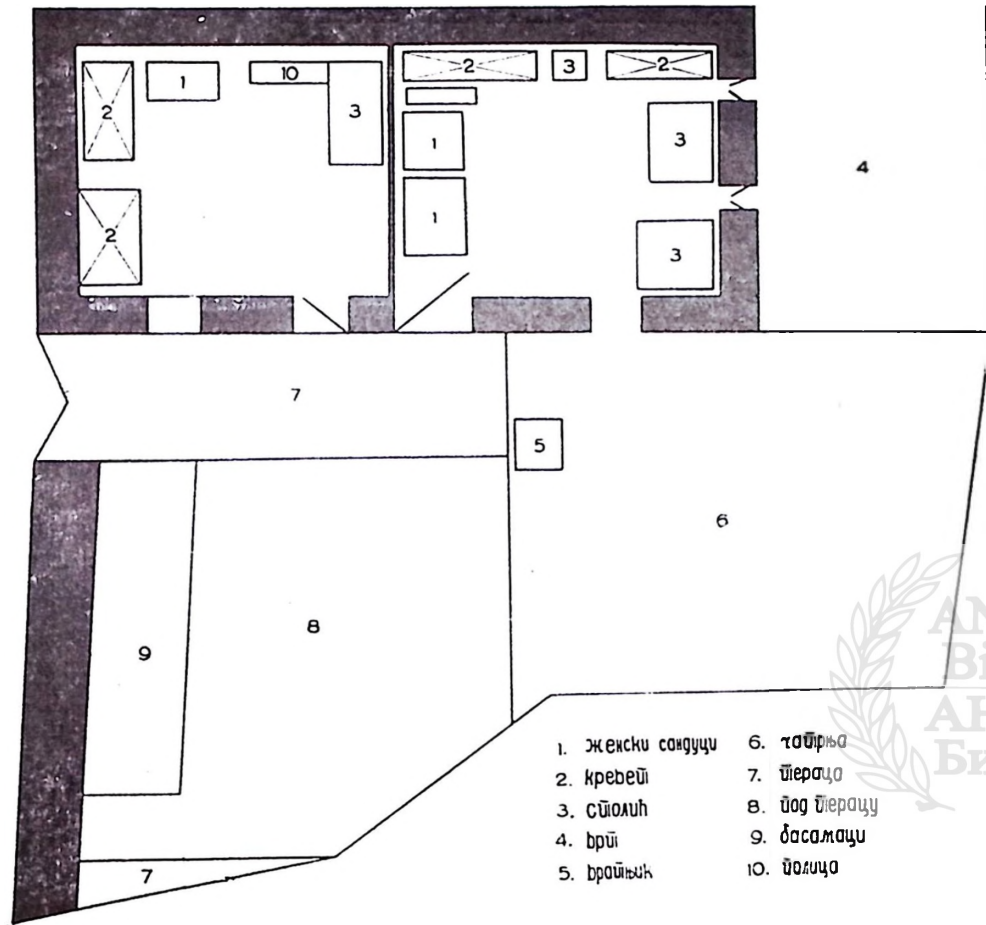 2 3 2
1 10
2 3 1 3 4
1
2 3
7
5
6
8
9
7
1. женски сандуци
2. кревет
3. столић
4. врт
5. вратњик
6. чатрња
7. тераца
8. под терацу
9. басамаци
10. полица